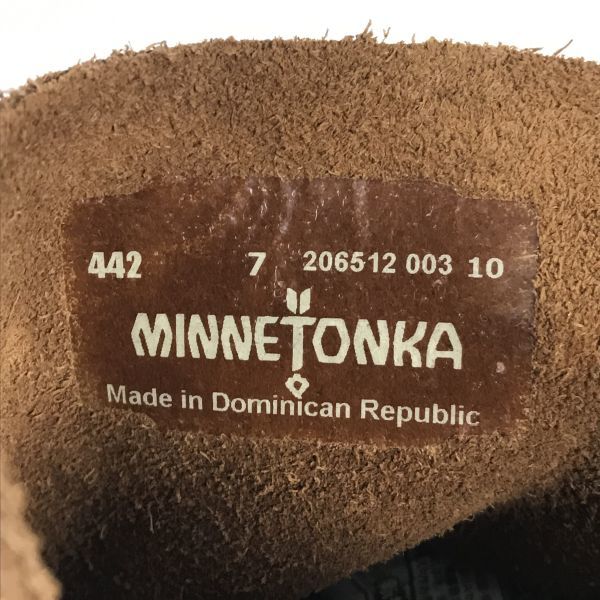 442 7 206512 003 10
MINNETONKA
Made in Dominican Republic